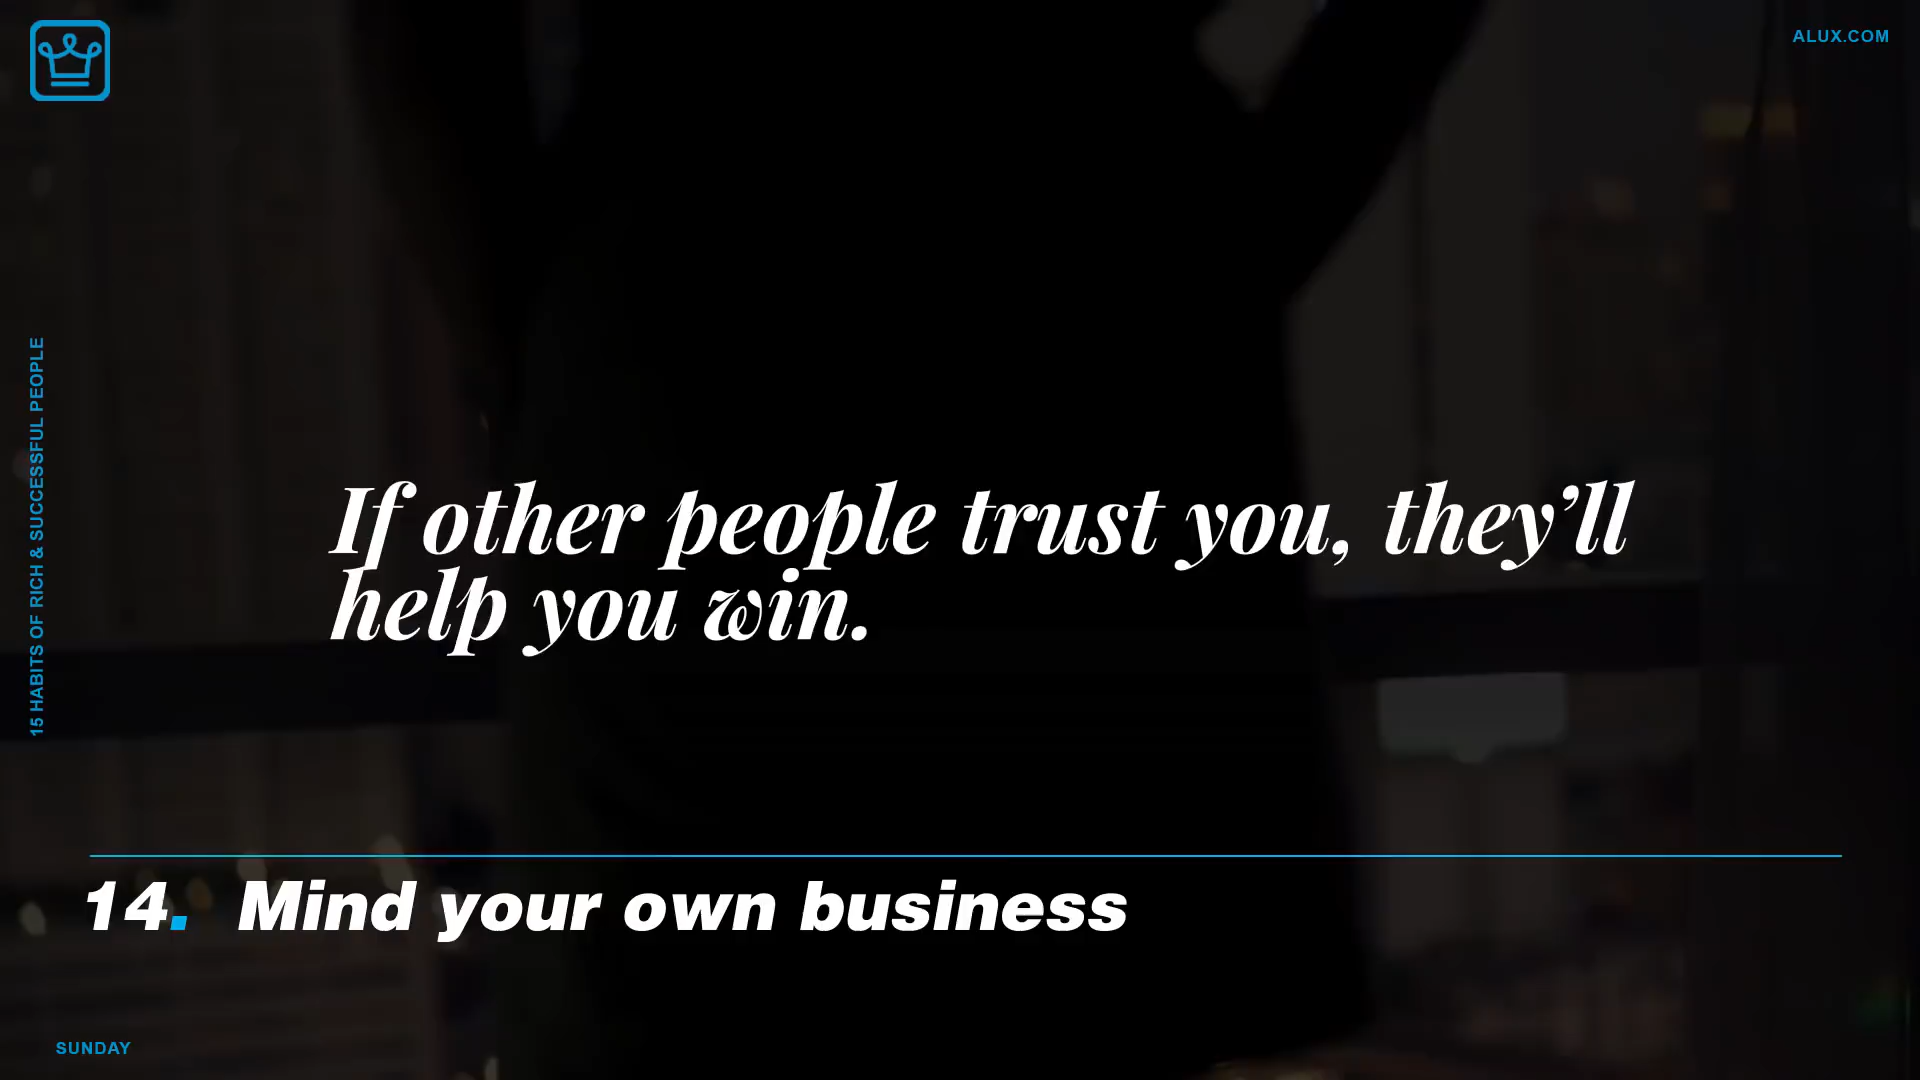 ALUX.COM
15 HABITS OF RICH & SUCCESSFUL PEOPLE
If other people trust you, they’ll
help you win.
14. Mind your own business
SUNDAY